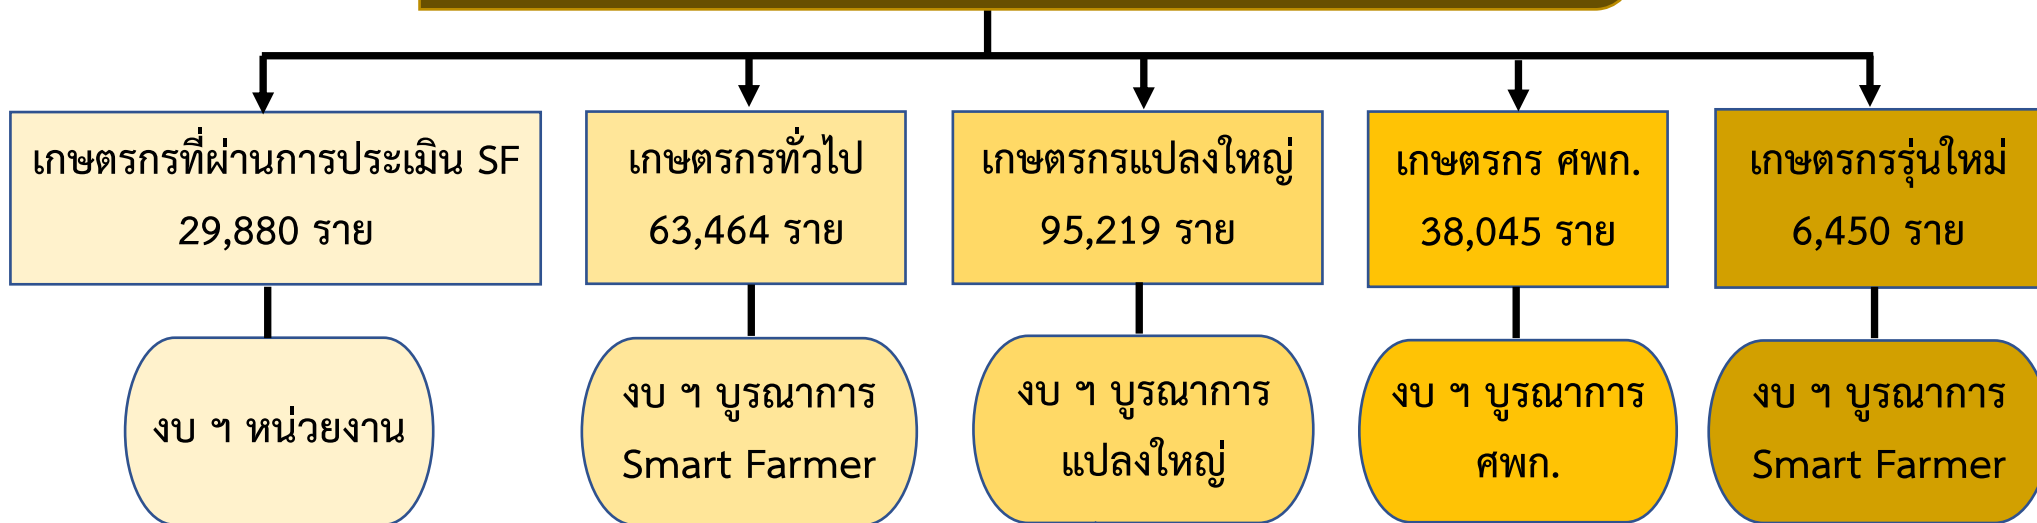 เกษตรกรที่ผ่านการประเมิน SF
29,880 ราย
เกษตรกรทั่วไป
63,464 ราย
เกษตรกรแปลงใหญ่
95,219 ราย
เกษตรกร ศพก.
38,045 ราย
เกษตรกรรุ่นใหม่
6,450 ราย
งบ ฯ หน่วยงาน
งบ ฯ บูรณาการ
Smart Farmer
งบ ฯ บูรณาการ
แปลงใหญ่
งบ ฯ บูรณาการ
ศพก.
งบ ฯ บูรณาการ
Smart Farmer